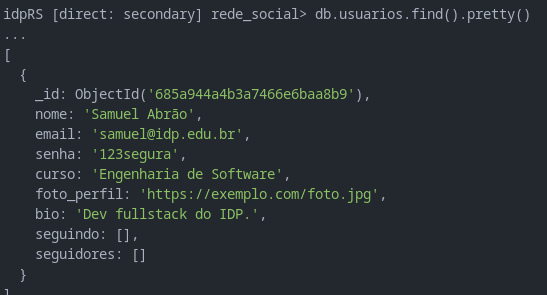 idpRS [direct: secondary] rede_social> db.usuarios.find().pretty()
...
[
  {
    _id: ObjectId('685a944a4b3a7466e6baa8b9'),
    nome: 'Samuel Abrão',
    email: 'samuel@idp.edu.br',
    senha: '123segura',
    curso: 'Engenharia de Software',
    foto_perfil: 'https://exemplo.com/foto.jpg',
    bio: 'Dev fullstack do IDP.',
    seguindo: [],
    seguidores: []
  }
]